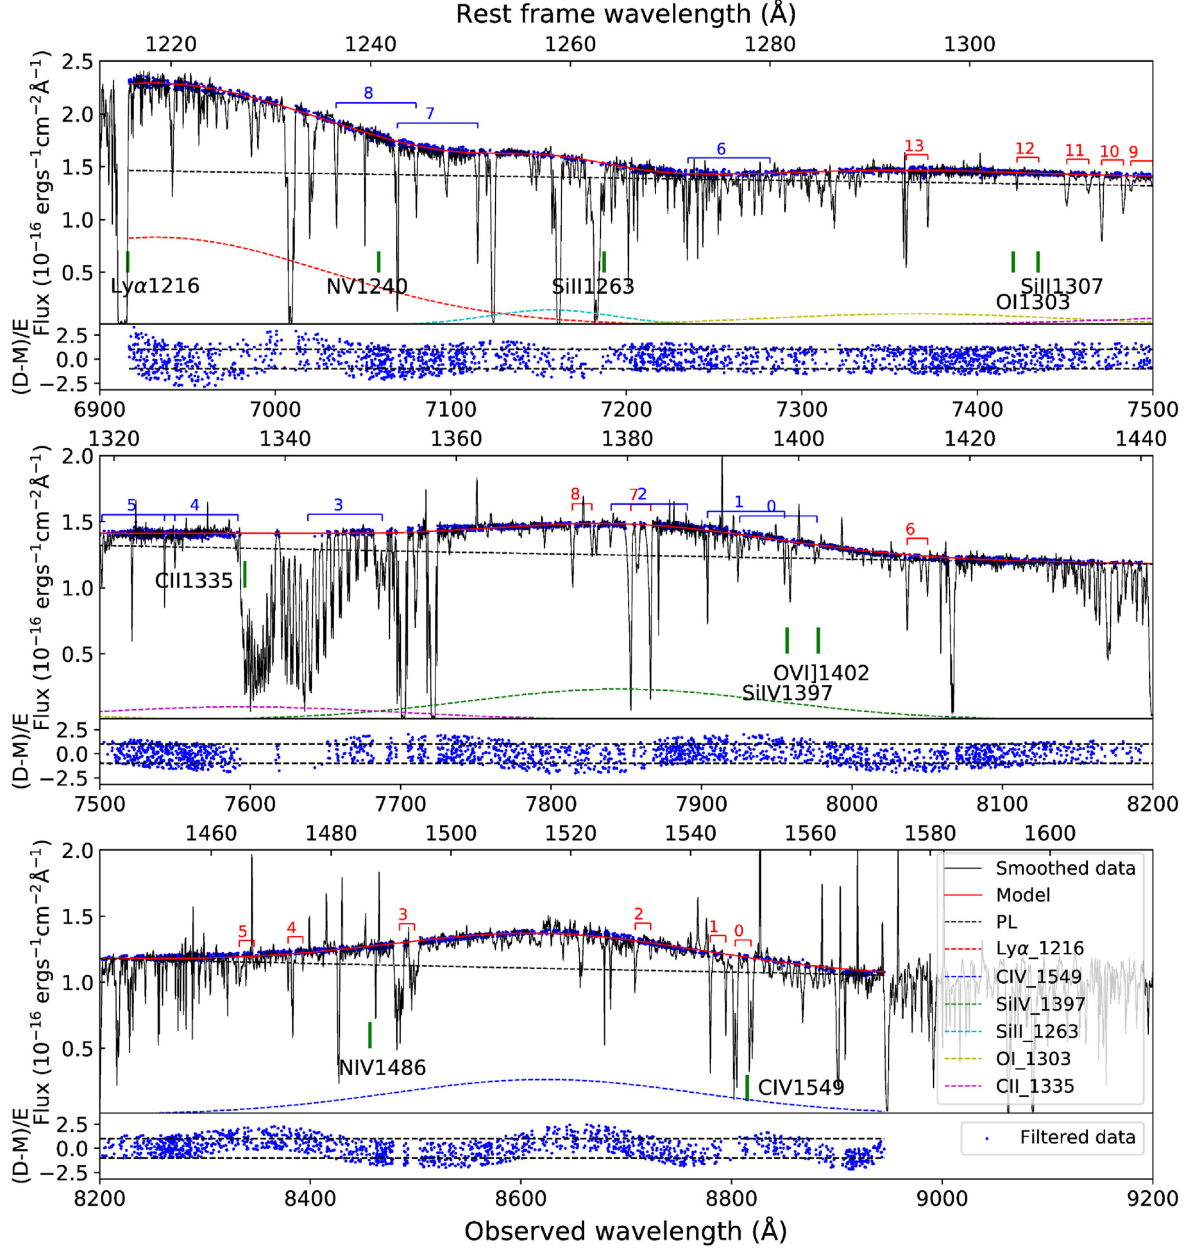 Rest frame wavelength (Å)
1220 1240 1260 1280 1300
Flux (10⁻¹⁶ ergs⁻¹cm⁻²Å⁻¹)
2.5
2.0
1.5
1.0
0.5
8
7
6
13
12
11
10
9
Lyα1216
NV1240
SiII1263
SiII1307
OI1303
(D-M)/E
2.5
0.0
−2.5
6900 7000 7100 7200 7300 7400 7500
1320 1340 1360 1380 1400 1420 1440
Flux (10⁻¹⁶ ergs⁻¹cm⁻²Å⁻¹)
2.0
1.5
1.0
0.5
5
4
3
8
7
2
1
0
6
CII1335
OVI]1402
SiIV1397
(D-M)/E
2.5
0.0
−2.5
7500 7600 7700 7800 7900 8000 8100 8200
1460 1480 1500 1520 1540 1560 1580 1600
Flux (10⁻¹⁶ ergs⁻¹cm⁻²Å⁻¹)
2.0
1.5
1.0
0.5
5
4
3
2
1
0
NIV1486
CIV1549
Smoothed data
Model
PL
Lyα_1216
CIV_1549
SiIV_1397
SiII_1263
OI_1303
CII_1335
(D-M)/E
2.5
0.0
−2.5
Filtered data
8200 8400 8600 8800 9000 9200
Observed wavelength (Å)